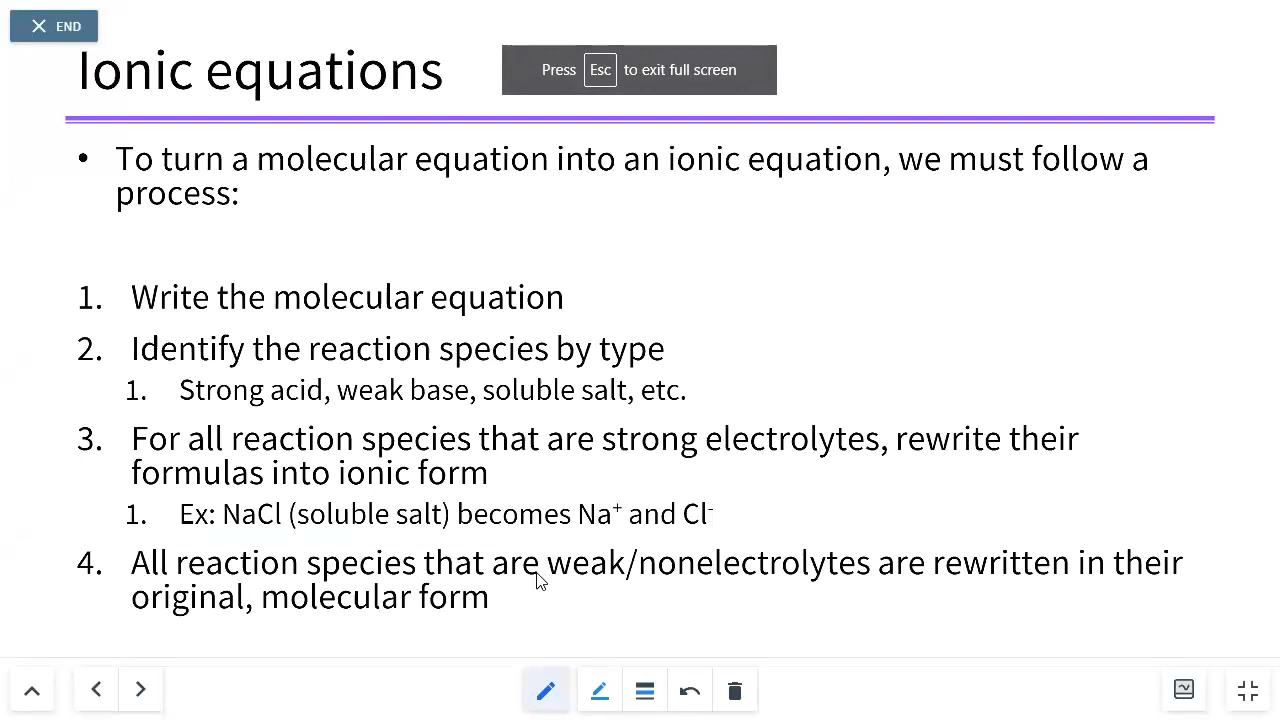 END
Ionic equations
Press Esc to exit full screen
• To turn a molecular equation into an ionic equation, we must follow a
process:
1. Write the molecular equation
2. Identify the reaction species by type
1. Strong acid, weak base, soluble salt, etc.
3. For all reaction species that are strong electrolytes, rewrite their
formulas into ionic form
1. Ex: NaCl (soluble salt) becomes Na⁺ and Cl⁻
4. All reaction species that are weak/nonelectrolytes are rewritten in their
original, molecular form